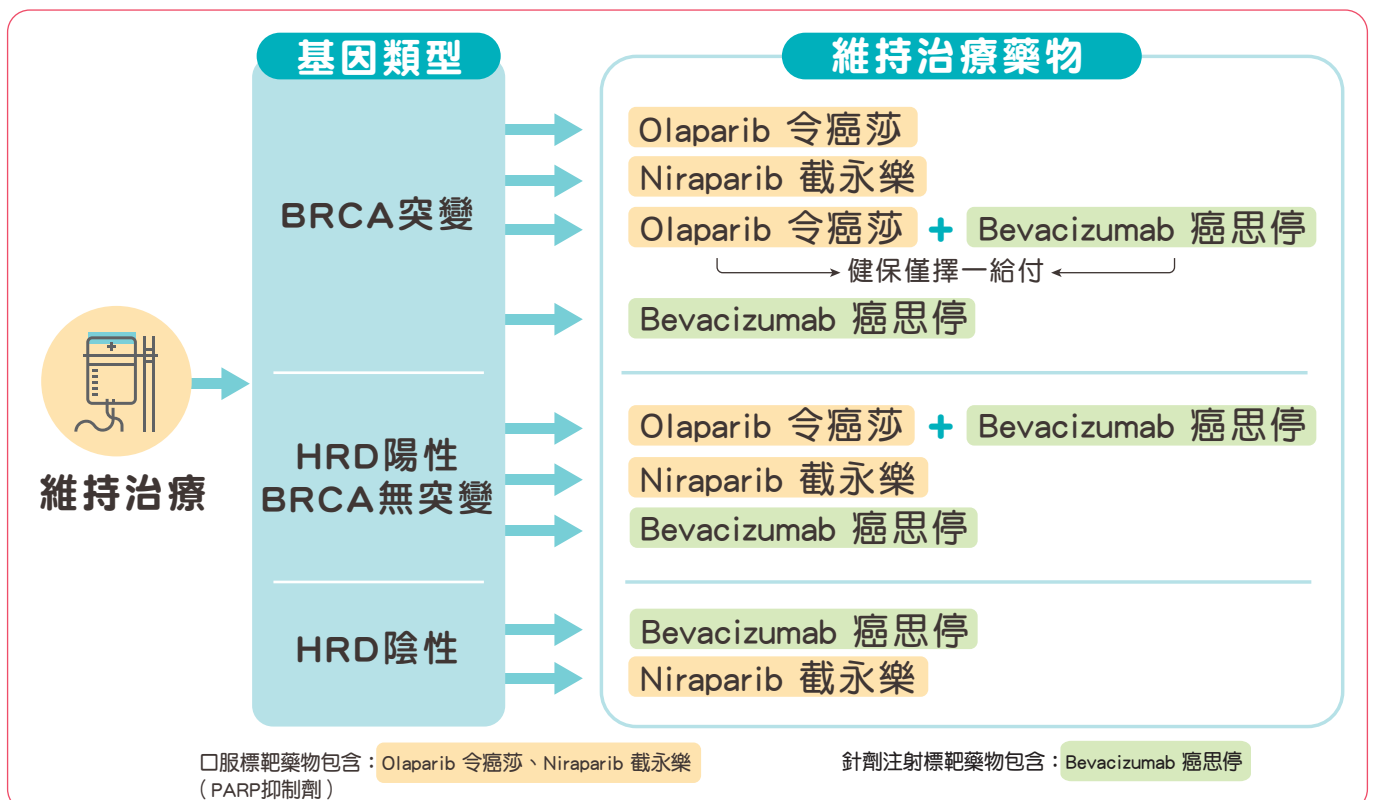 基因類型
維持治療藥物
維持治療
BRCA突變
Olaparib 令癌莎
Niraparib 截永樂
Olaparib 令癌莎 + Bevacizumab 癌思停
健保僅擇一給付
Bevacizumab 癌思停
HRD陽性
BRCA無突變
Olaparib 令癌莎 + Bevacizumab 癌思停
Niraparib 截永樂
Bevacizumab 癌思停
HRD陰性
Bevacizumab 癌思停
Niraparib 截永樂
口服標靶藥物包含：Olaparib 令癌莎、Niraparib 截永樂
（PARP抑制劑）
針劑注射標靶藥物包含：Bevacizumab 癌思停